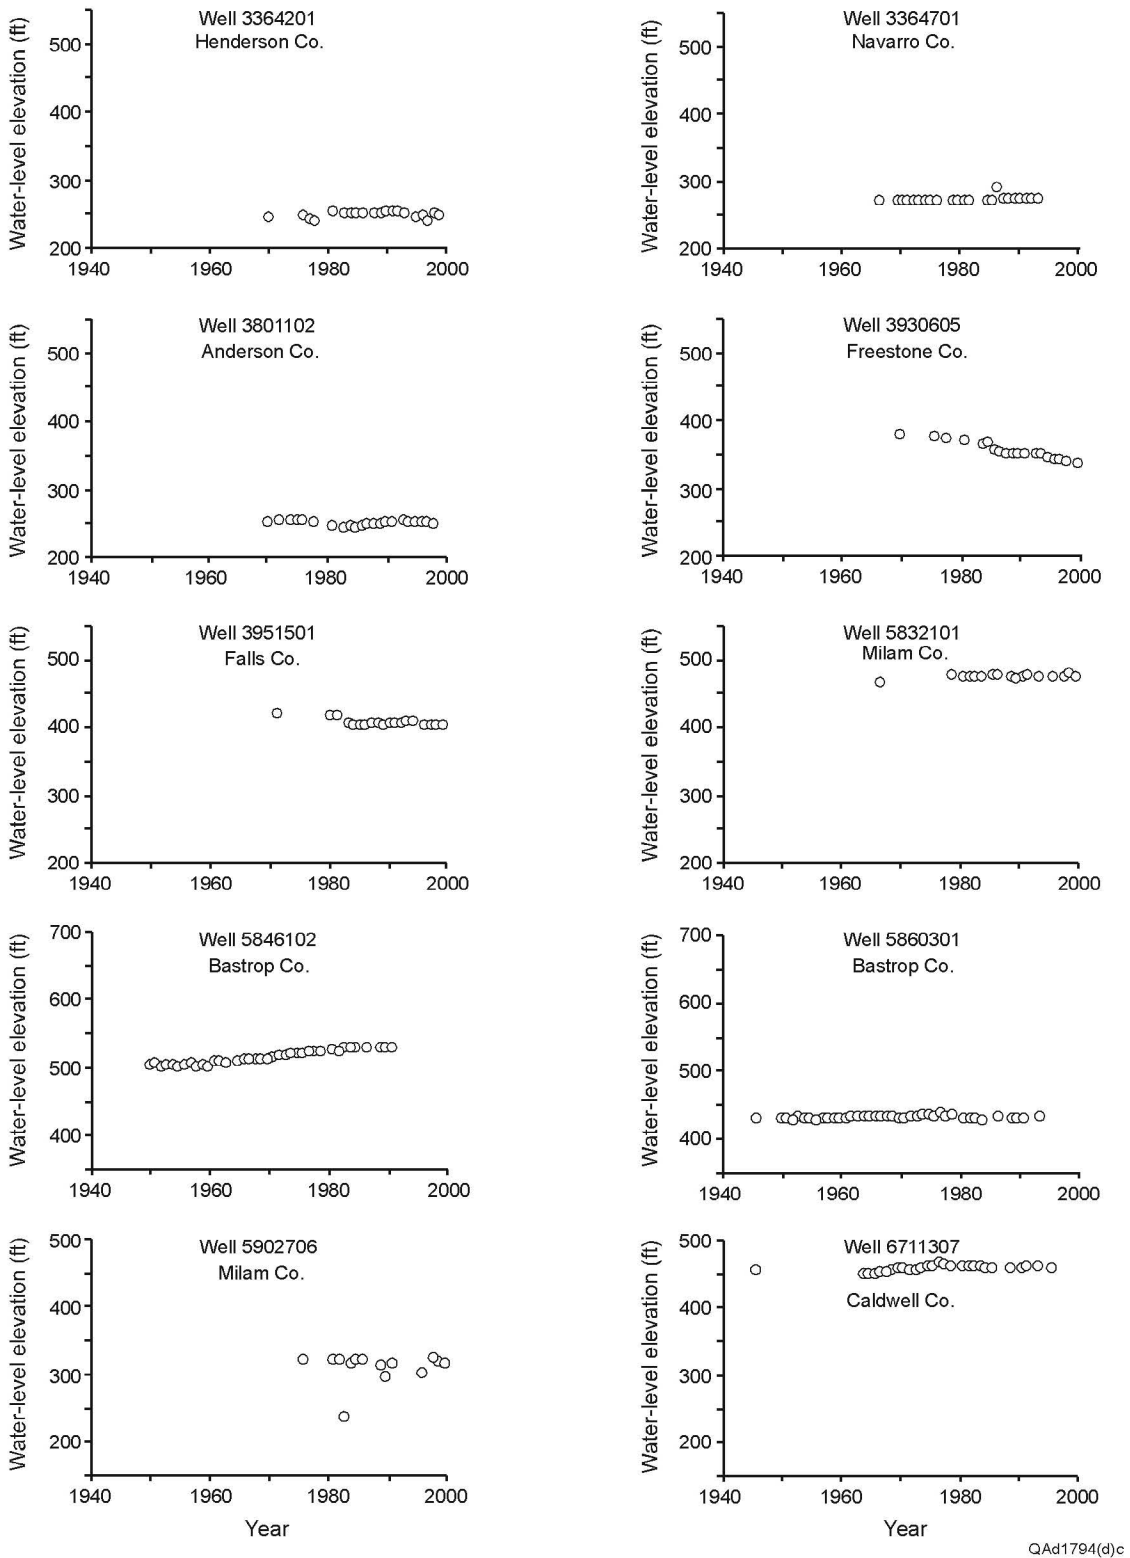 Well 3364201
Henderson Co.
Water-level elevation (ft)
500
400
300
200
1940
1960
1980
2000
Well 3364701
Navarro Co.
Water-level elevation (ft)
500
400
300
200
1940
1960
1980
2000
Well 3801102
Anderson Co.
Water-level elevation (ft)
500
400
300
200
1940
1960
1980
2000
Well 3930605
Freestone Co.
Water-level elevation (ft)
500
400
300
200
1940
1960
1980
2000
Well 3951501
Falls Co.
Water-level elevation (ft)
500
400
300
200
1940
1960
1980
2000
Well 5832101
Milam Co.
Water-level elevation (ft)
500
400
300
200
1940
1960
1980
2000
Well 5846102
Bastrop Co.
Water-level elevation (ft)
700
600
500
400
1940
1960
1980
2000
Well 5860301
Bastrop Co.
Water-level elevation (ft)
700
600
500
400
1940
1960
1980
2000
Well 5902706
Milam Co.
Water-level elevation (ft)
500
400
300
200
1940
1960
1980
2000
Year
Well 6711307
Caldwell Co.
Water-level elevation (ft)
500
400
300
200
1940
1960
1980
2000
Year
QAd1794(d)c